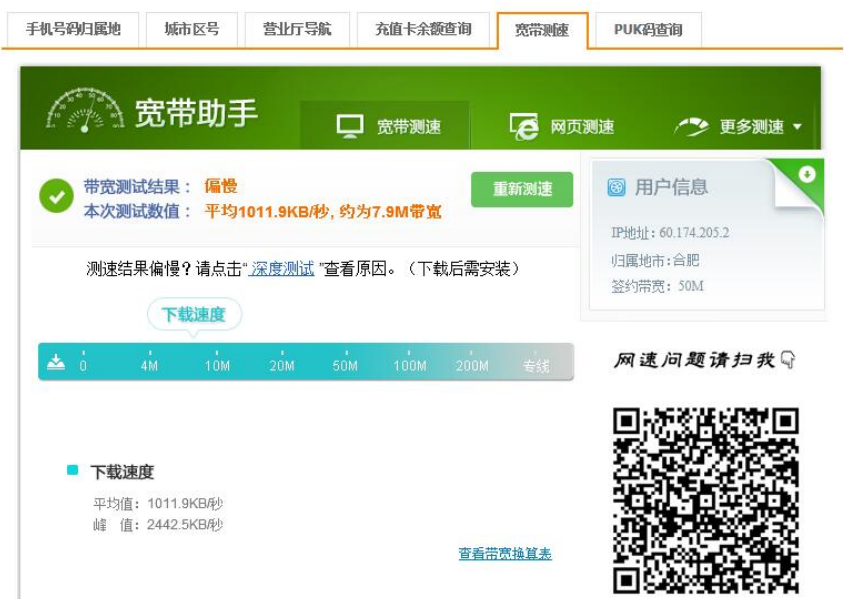 手机号码归属地 城市区号 营业厅导航 充值卡余额查询 宽带测速 PUK码查询
宽带助手 宽带测速 网页测速 更多测速
带宽测试结果： 偏慢
本次测试数值： 平均1011.9KB/秒, 约为7.9M带宽
重新测速
用户信息
IP地址: 60.174.205.2
归属地市: 合肥
签约带宽: 50M
测速结果偏慢？请点击“ 深度测试 ”查看原因。（下载后需安装）
下载速度
0 4M 10M 20M 50M 100M 200M 专线
网速问题请扫我
下载速度
平均值: 1011.9KB/秒
峰 值: 2442.5KB/秒
查看带宽换算表